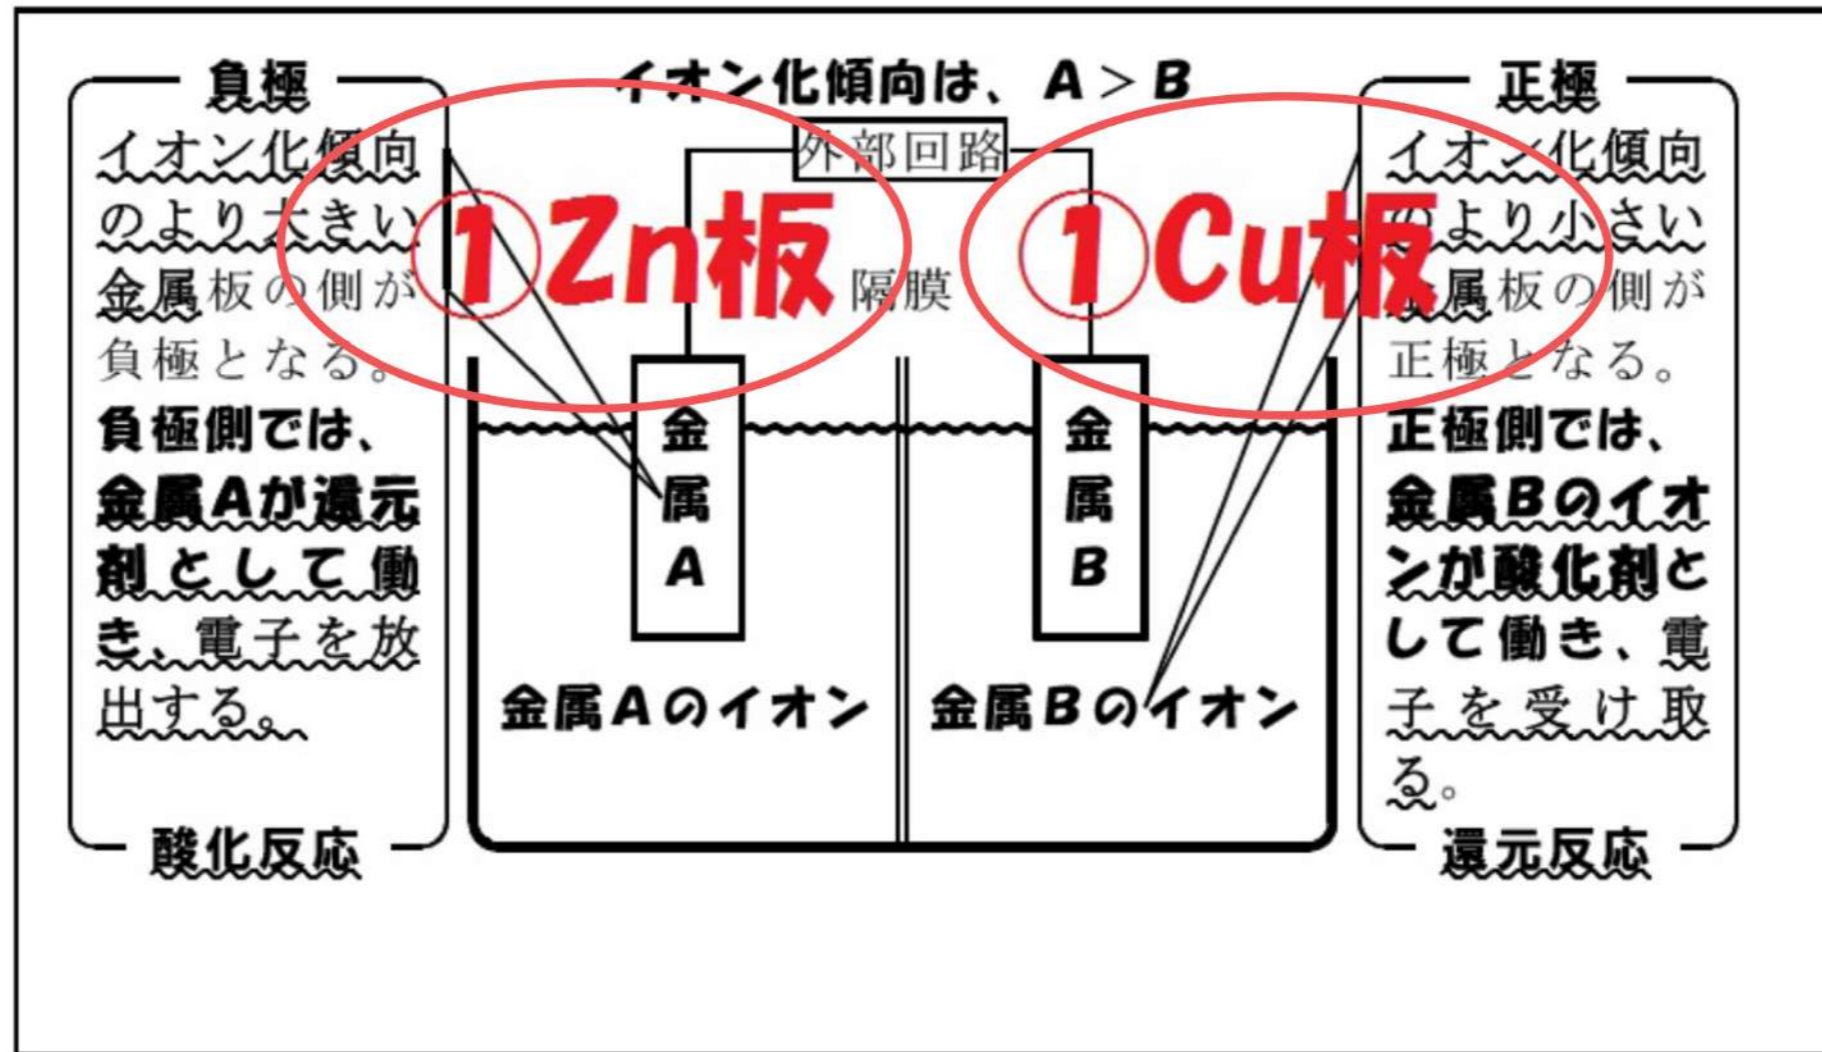 負極
イオン化傾向
のより大きい
金属板の側が
負極となる。
負極側では、
金属Aが還元
剤として働
き、電子を放
出する。
酸化反応
イオン化傾向は、A>B
外部回路
①Zn板
隔膜
①Cu板
金属A
金属B
金属Aのイオン
金属Bのイオン
正極
イオン化傾向
のより小さい
金属板の側が
正極となる。
正極側では、
金属Bのイオ
ンが酸化剤と
して働き、電
子を受け取
る。
還元反応